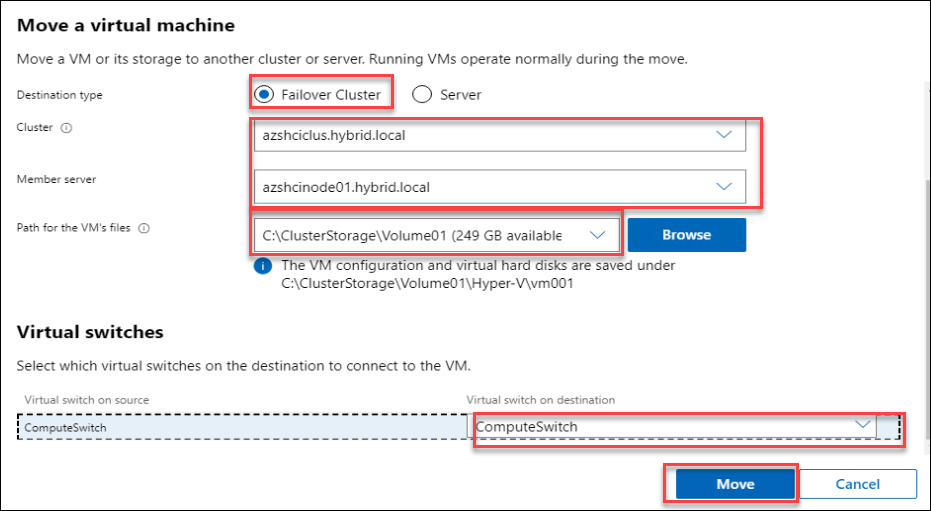 Move a virtual machine
Move a VM or its storage to another cluster or server. Running VMs operate normally during the move.
Destination type
Failover Cluster
Server
Cluster
azshciclus.hybrid.local
Member server
azshcinode01.hybrid.local
Path for the VM's files
C:\ClusterStorage\Volume01 (249 GB available
Browse
The VM configuration and virtual hard disks are saved under
C:\ClusterStorage\Volume01\Hyper-V\vm001
Virtual switches
Select which virtual switches on the destination to connect to the VM.
Virtual switch on source
Virtual switch on destination
ComputeSwitch
ComputeSwitch
Move
Cancel